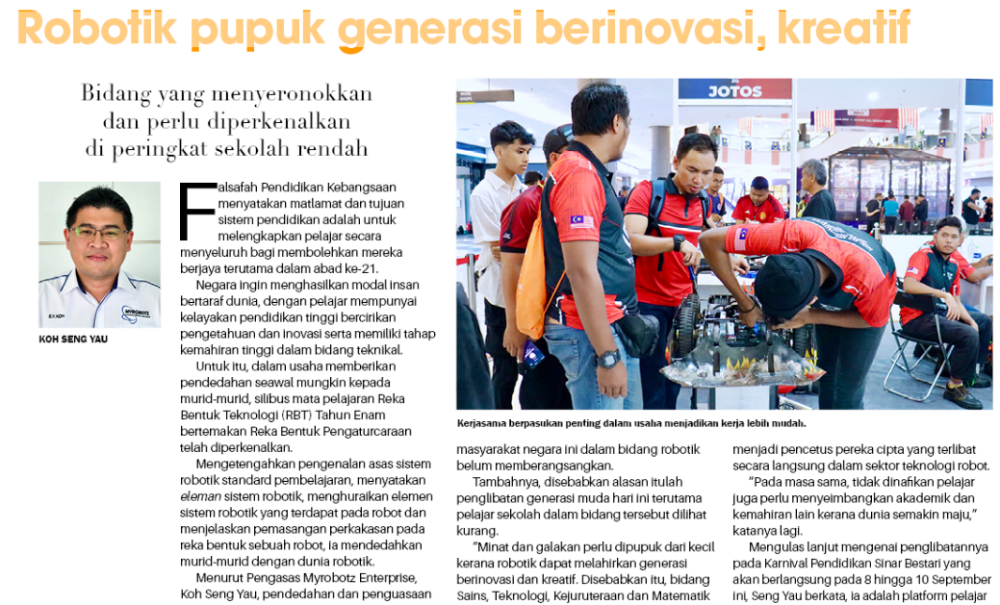 Robotik pupuk generasi berinovasi, kreatif
Bidang yang menyeronokkan
dan perlu diperkenalkan
di peringkat sekolah rendah
S.Y.KOH
MYROBOTZ
KOH SENG YAU
Falsafah Pendidikan Kebangsaan
menyatakan matlamat dan tujuan
sistem pendidikan adalah untuk
melengkapkan pelajar secara
menyeluruh bagi membolehkan mereka
berjaya terutama dalam abad ke-21.
Negara ingin menghasilkan modal insan
bertaraf dunia, dengan pelajar mempunyai
kelayakan pendidikan tinggi bercirikan
pengetahuan dan inovasi serta memiliki tahap
kemahiran tinggi dalam bidang teknikal.
Untuk itu, dalam usaha memberikan
pendedahan seawal mungkin kepada
murid-murid, silibus mata pelajaran Reka
Bentuk Teknologi (RBT) Tahun Enam
bertemakan Reka Bentuk Pengaturcaraan
telah diperkenalkan.
Mengetengahkan pengenalan asas sistem
robotik standard pembelajaran, menyatakan
eleman sistem robotik, menghuraikan elemen
sistem robotik yang terdapat pada robot dan
menjelaskan pemasangan perkakasan pada
reka bentuk sebuah robot, ia mendedahkan
murid-murid dengan dunia robotik.
Menurut Pengasas Myrobotz Enterprise,
Koh Seng Yau, pendedahan dan penguasaan
JOTOS
Kerjasama berpasukan penting dalam usaha menjadikan kerja lebih mudah.
masyarakat negara ini dalam bidang robotik
belum memberangsangkan.
Tambahnya, disebabkan alasan itulah
penglibatan generasi muda hari ini terutama
pelajar sekolah dalam bidang tersebut dilihat
kurang.
“Minat dan galakan perlu dipupuk dari kecil
kerana robotik dapat melahirkan generasi
berinovasi dan kreatif. Disebabkan itu, bidang
Sains, Teknologi, Kejuruteraan dan Matematik
menjadi pencetus pereka cipta yang terlibat
secara langsung dalam sektor teknologi robot.
“Pada masa sama, tidak dinafikan pelajar
juga perlu menyeimbangkan akademik dan
kemahiran lain kerana dunia semakin maju,”
katanya lagi.
Mengulas lanjut mengenai penglibatannya
pada Karnival Pendidikan Sinar Bestari yang
akan berlangsung pada 8 hingga 10 September
ini, Seng Yau berkata, ia adalah platform pelajar